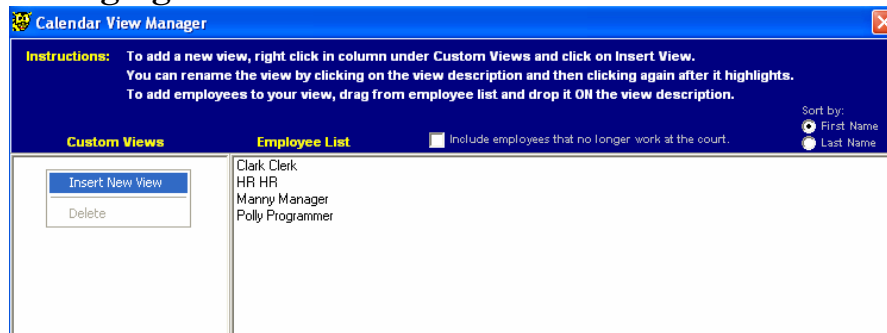 Calendar View Manager
Instructions: To add a new view, right click in column under Custom Views and click on Insert View.
You can rename the view by clicking on the view description and then clicking again after it highlights.
To add employees to your view, drag from employee list and drop it ON the view description.
Sort by:
First Name
Last Name
Custom Views Employee List Include employees that no longer work at the court.
Insert New View
Delete
Clark Clerk
HR HR
Manny Manager
Polly Programmer